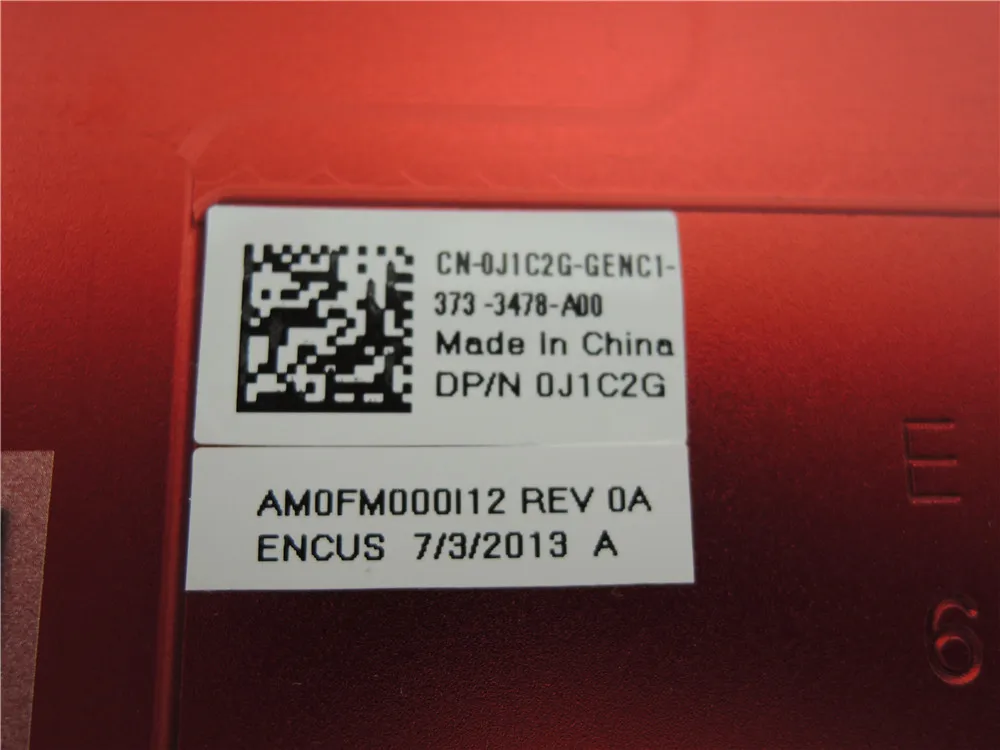 CN-0J1C2G-GENC1-
373 -3478-A00
Made In China
DP/N 0J1C2G
AM0FM000I12 REV 0A
ENCUS 7/3/2013 A
E
6